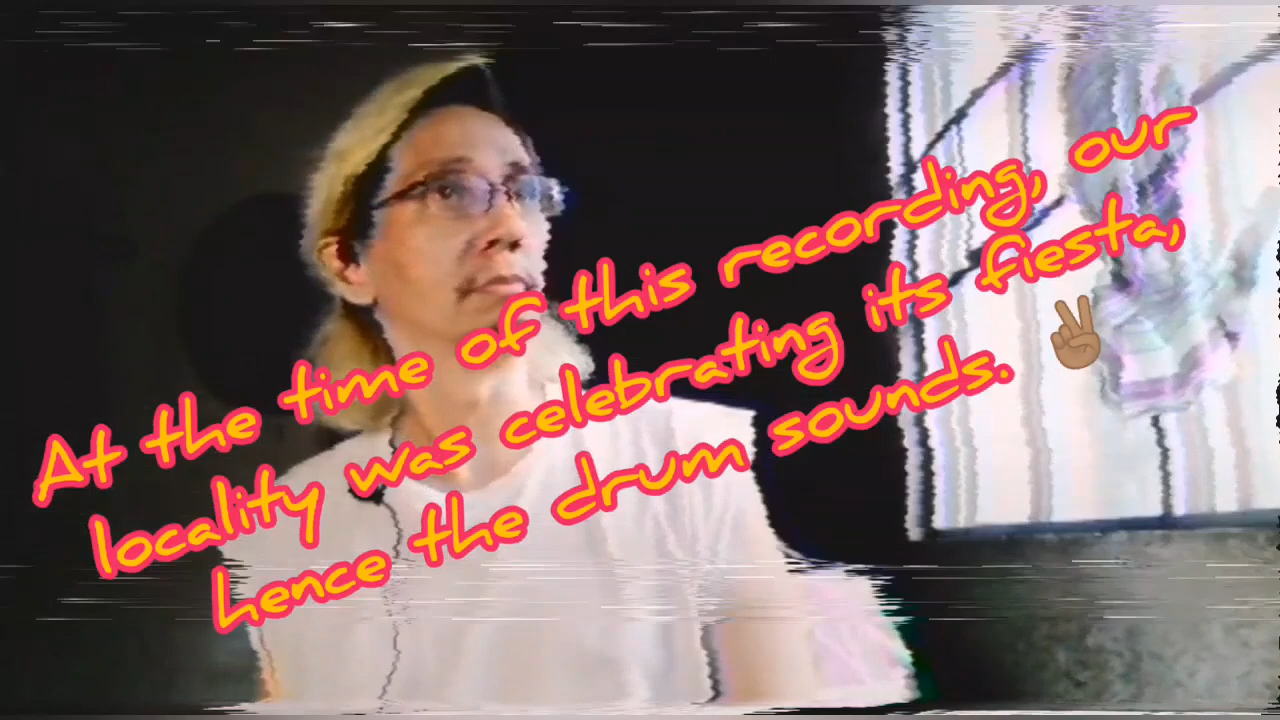 At the time of this recording, our
locality was celebrating its fiesta,
hence the drum sounds. ✌🏽